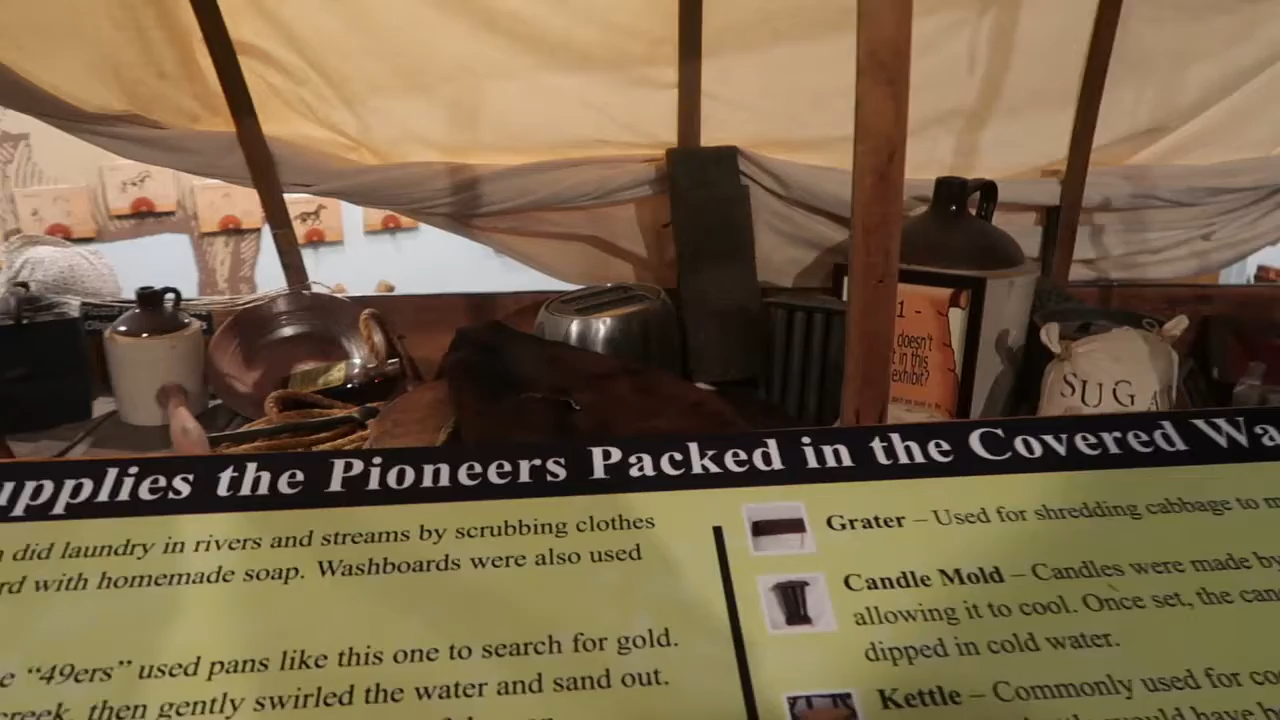 1 -
doesn't
t in this
exhibit?
SUGA
upplies the Pioneers Packed in the Covered Wa
did laundry in rivers and streams by scrubbing clothes
rd with homemade soap. Washboards were also used
e “49ers” used pans like this one to search for gold.
creek, then gently swirled the water and sand out.
Grater – Used for shredding cabbage to m
Candle Mold – Candles were made by
allowing it to cool. Once set, the can
dipped in cold water.
Kettle – Commonly used for co
would have b